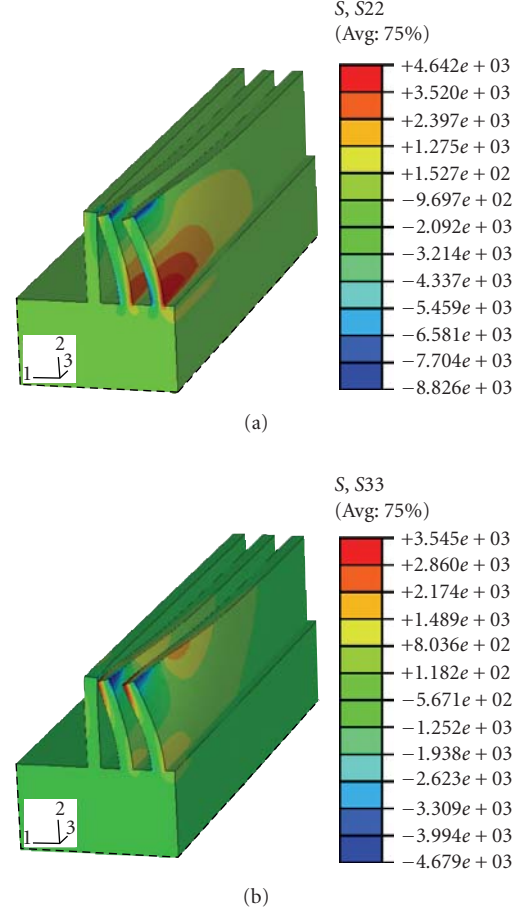 S, S22
(Avg: 75%)
+4.642e + 03
+3.520e + 03
+2.397e + 03
+1.275e + 03
+1.527e + 02
−9.697e + 02
−2.092e + 03
−3.214e + 03
−4.337e + 03
−5.459e + 03
−6.581e + 03
−7.704e + 03
−8.826e + 03
2
3
1
(a)
S, S33
(Avg: 75%)
+3.545e + 03
+2.860e + 03
+2.174e + 03
+1.489e + 03
+8.036e + 02
+1.182e + 02
−5.671e + 02
−1.252e + 03
−1.938e + 03
−2.623e + 03
−3.309e + 03
−3.994e + 03
−4.679e + 03
2
3
1
(b)